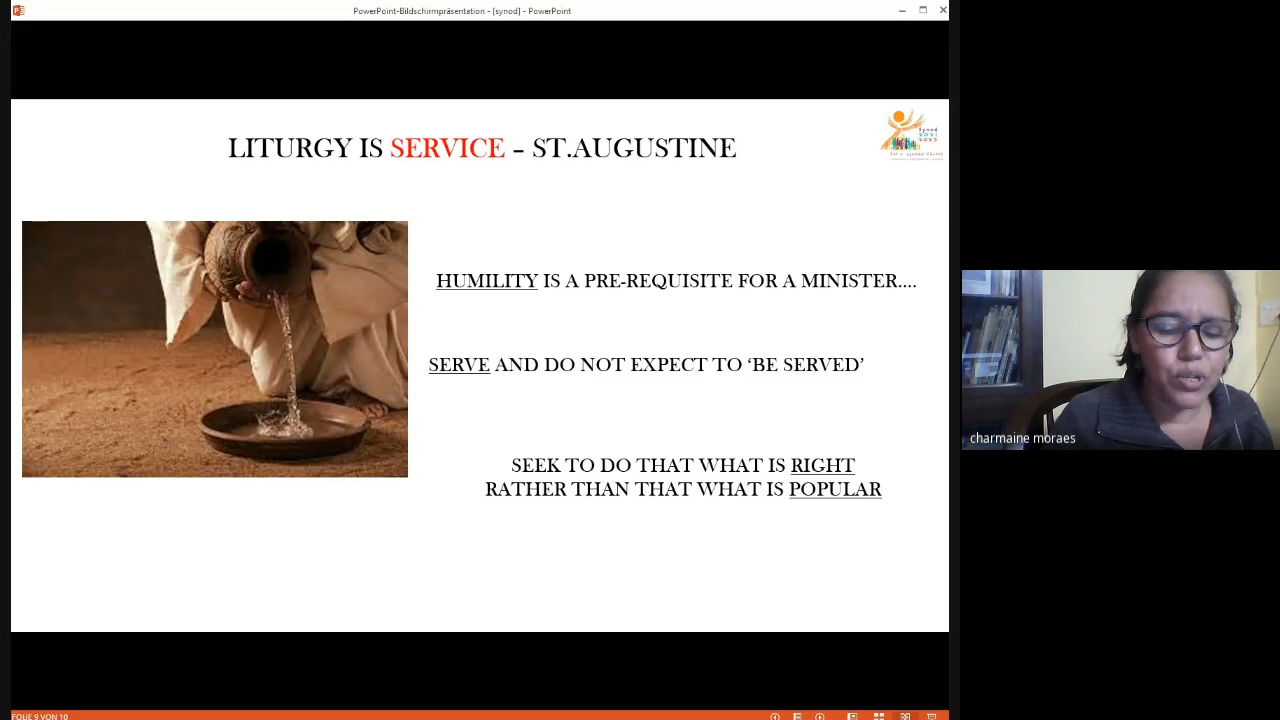 PowerPoint-Bildschirmpräsentation - [synod] - PowerPoint
LITURGY IS SERVICE – ST.AUGUSTINE
HUMILITY IS A PRE-REQUISITE FOR A MINISTER....
SERVE AND DO NOT EXPECT TO ‘BE SERVED’
SEEK TO DO THAT WHAT IS RIGHT
RATHER THAN THAT WHAT IS POPULAR
charmaine moraes
FOLIE 9 VON 10